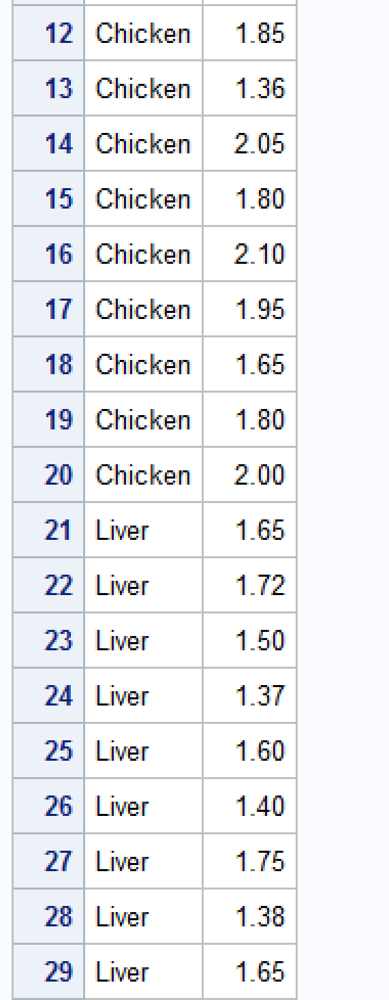 12 Chicken 1.85
13 Chicken 1.36
14 Chicken 2.05
15 Chicken 1.80
16 Chicken 2.10
17 Chicken 1.95
18 Chicken 1.65
19 Chicken 1.80
20 Chicken 2.00
21 Liver 1.65
22 Liver 1.72
23 Liver 1.50
24 Liver 1.37
25 Liver 1.60
26 Liver 1.40
27 Liver 1.75
28 Liver 1.38
29 Liver 1.65